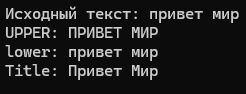 Исходный текст: привет мир
UPPER: ПРИВЕТ МИР
lower: привет мир
Title: Привет Мир